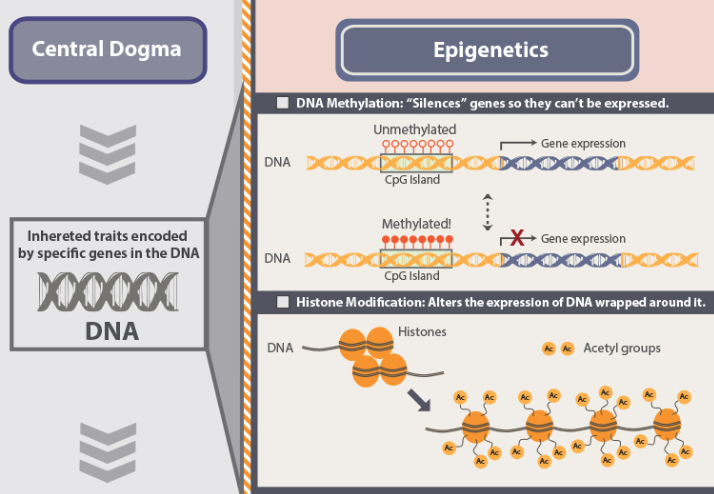 Central Dogma
Inhereted traits encoded
by specific genes in the DNA
DNA
Epigenetics
DNA Methylation: “Silences” genes so they can’t be expressed.
Unmethylated
DNA
Gene expression
CpG Island
Methylated!
X
DNA
Gene expression
CpG Island
Histone Modification: Alters the expression of DNA wrapped around it.
Histones
DNA
Ac Ac Acetyl groups
Ac Ac Ac Ac Ac Ac Ac Ac
Ac Ac Ac Ac Ac Ac Ac Ac Ac Ac Ac Ac